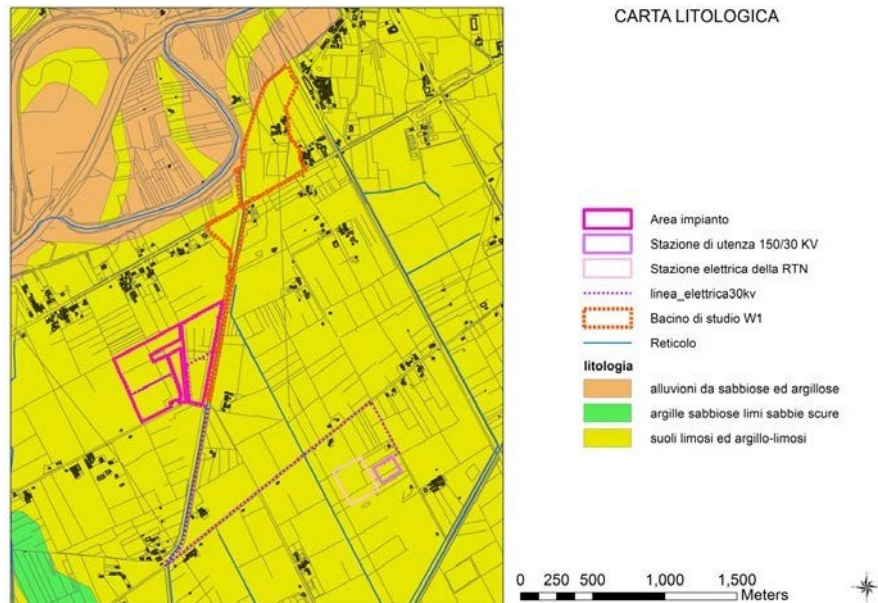 CARTA LITOLOGICA
Area impianto
Stazione di utenza 150/30 KV
Stazione elettrica della RTN
linea_elettrica30kv
Bacino di studio W1
Reticolo
litologia
alluvioni da sabbiose ed argillose
argille sabbiose limi sabbie scure
suoli limosi ed argillo-limosi
0 250 500 1,000 1,500
Meters